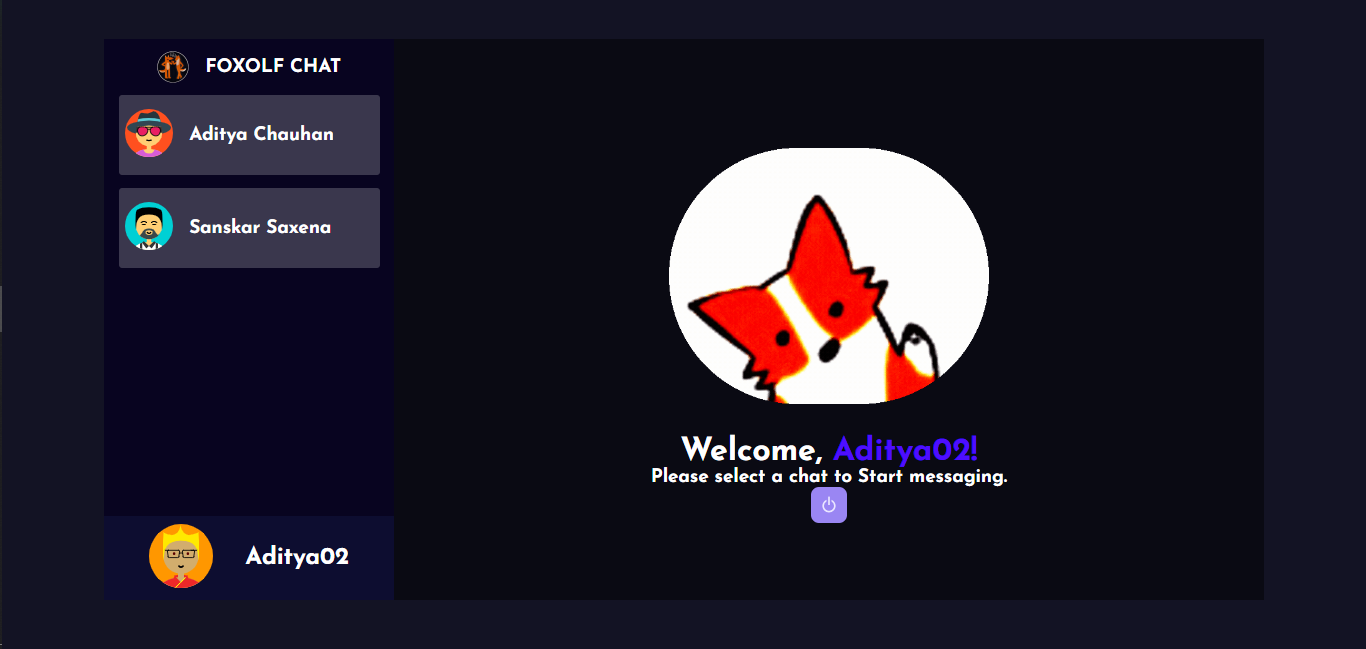 FOXOLF CHAT
Aditya Chauhan
Sanskar Saxena
Aditya02
Welcome, Aditya02!
Please select a chat to Start messaging.